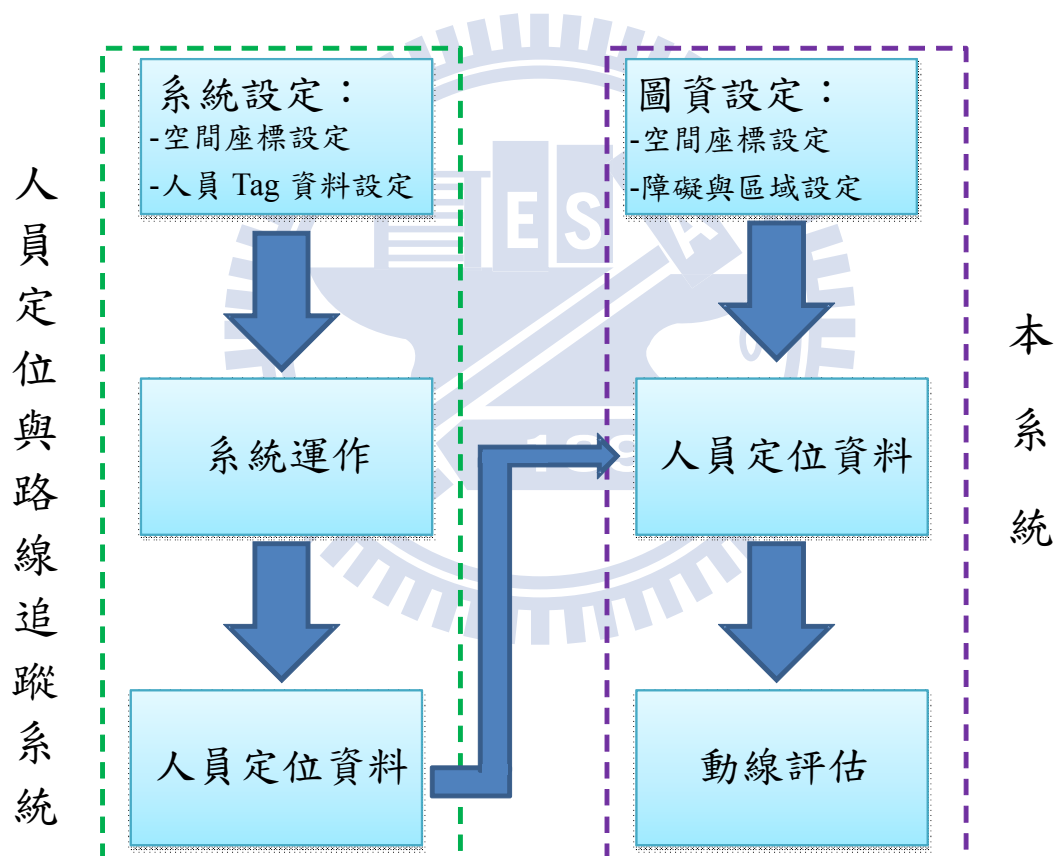 人員定位與路線追蹤系統
系統設定：
-空間座標設定
-人員 Tag 資料設定
系統運作
人員定位資料
圖資設定：
-空間座標設定
-障礙與區域設定
人員定位資料
動線評估
本系統
ES
A